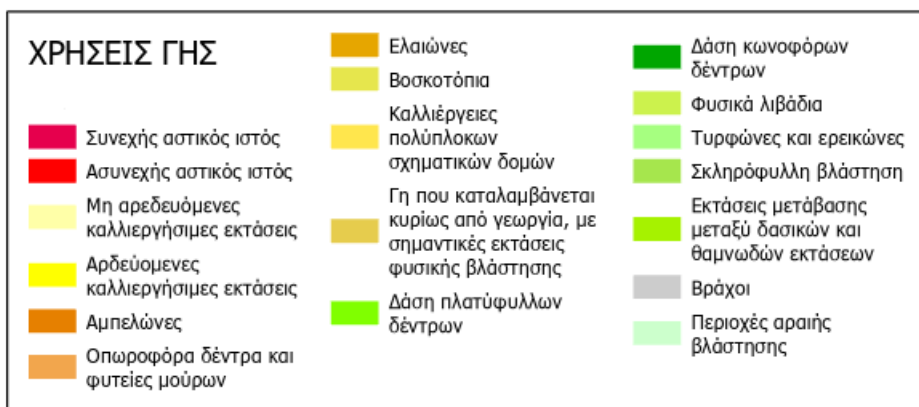 ΧΡΗΣΕΙΣ ΓΗΣ
Συνεχής αστικός ιστός
Ασυνεχής αστικός ιστός
Μη αρεδευόμενες
καλλιεργήσιμες εκτάσεις
Αρδεύομενες
καλλιεργήσιμες εκτάσεις
Αμπελώνες
Οπωροφόρα δέντρα και
φυτείες μούρων
Ελαιώνες
Βοσκοτόπια
Καλλιέργειες
πολύπλοκων
σχηματικών δομών
Γη που καταλαμβάνεται
κυρίως από γεωργία, με
σημαντικές εκτάσεις
φυσικής βλάστησης
Δάση πλατύφυλλων
δέντρων
Δάση κωνοφόρων
δέντρων
Φυσικά λιβάδια
Τυρφώνες και ερεικώνες
Σκληρόφυλλη βλάστηση
Εκτάσεις μετάβασης
μεταξύ δασικών και
θαμνωδών εκτάσεων
Βράχοι
Περιοχές αραιής
βλάστησης